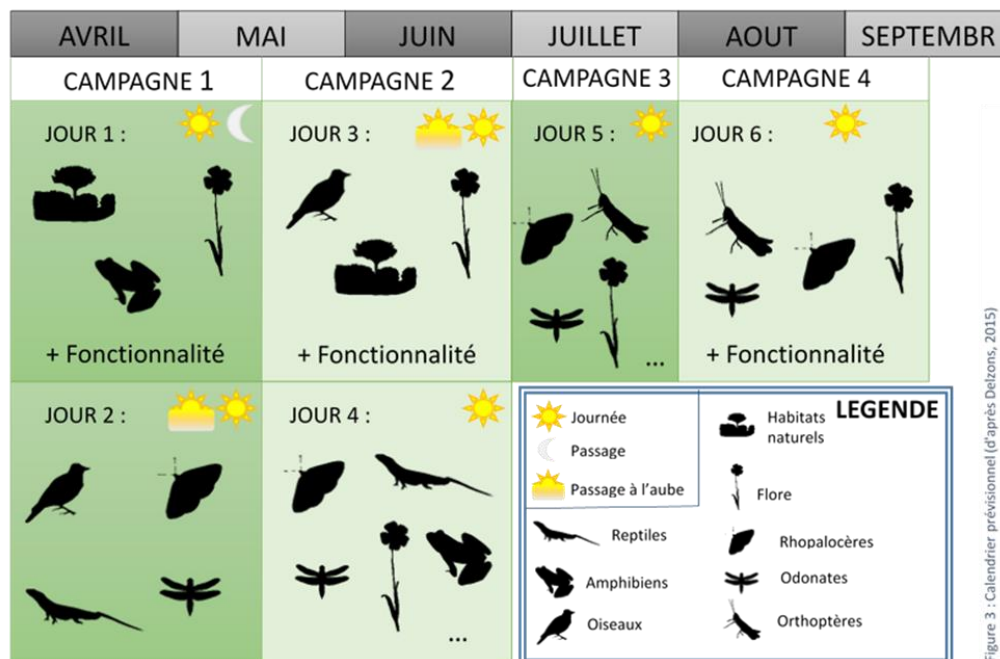 AVRIL MAI JUIN JUILLET AOUT SEPTEMBR
CAMPAGNE 1 CAMPAGNE 2 CAMPAGNE 3 CAMPAGNE 4
JOUR 1 :
+ Fonctionnalité
JOUR 3 :
+ Fonctionnalité
JOUR 5 :
...
JOUR 6 :
+ Fonctionnalité
JOUR 2 :
JOUR 4 :
...
LEGENDE
Journée
Passage
Passage à l’aube
Reptiles
Amphibiens
Oiseaux
Habitats
naturels
Flore
Rhopalocères
Odonates
Orthoptères
Figure 3 : Calendrier prévisionnel (d'après Delzons, 2015)